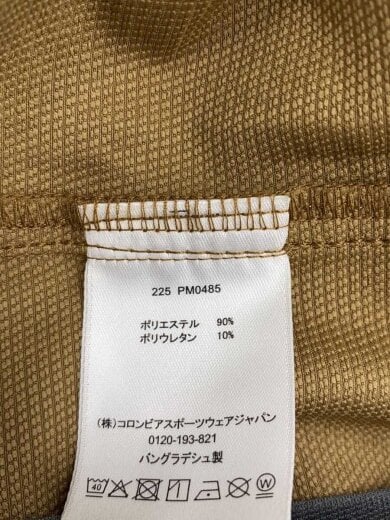 225 PM0485
ポリエステル 90%
ポリウレタン 10%
(株)コロンビアスポーツウェアジャパン
0120-193-821
バングラデシュ製
40
W